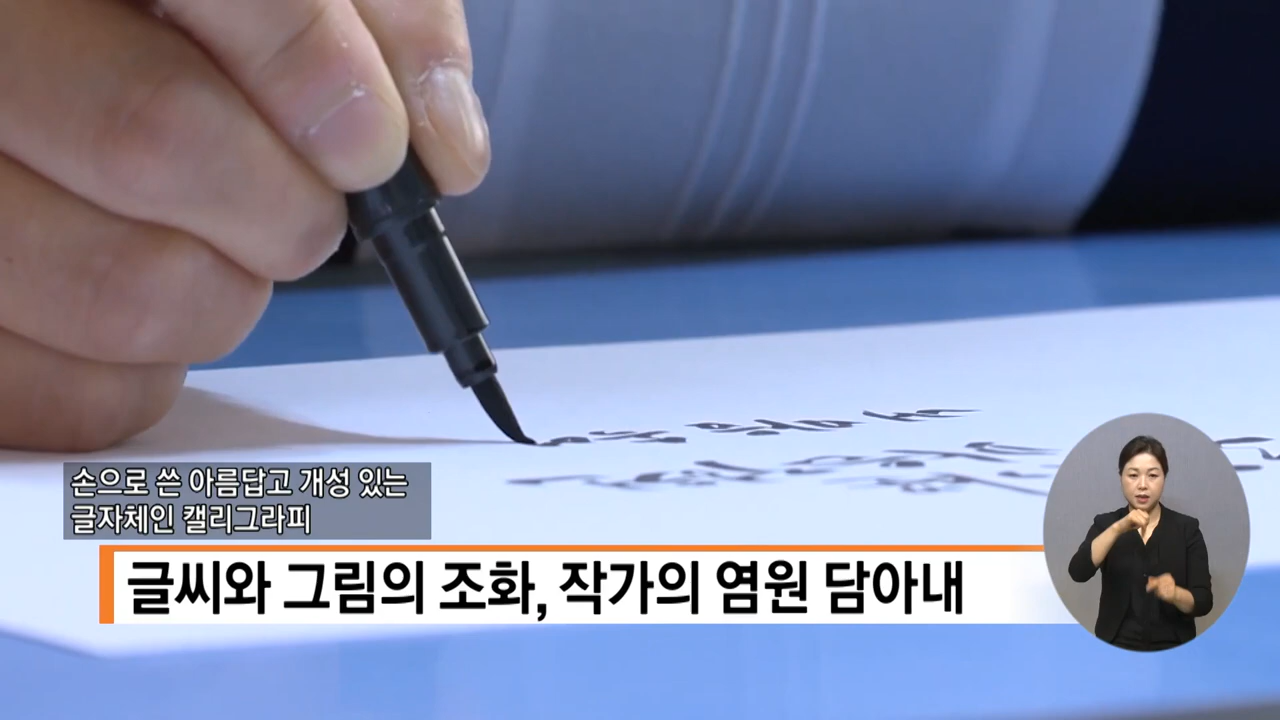 손으로 쓴 아름답고 개성 있는
글자체인 캘리그라피
글씨와 그림의 조화, 작가의 염원 담아내